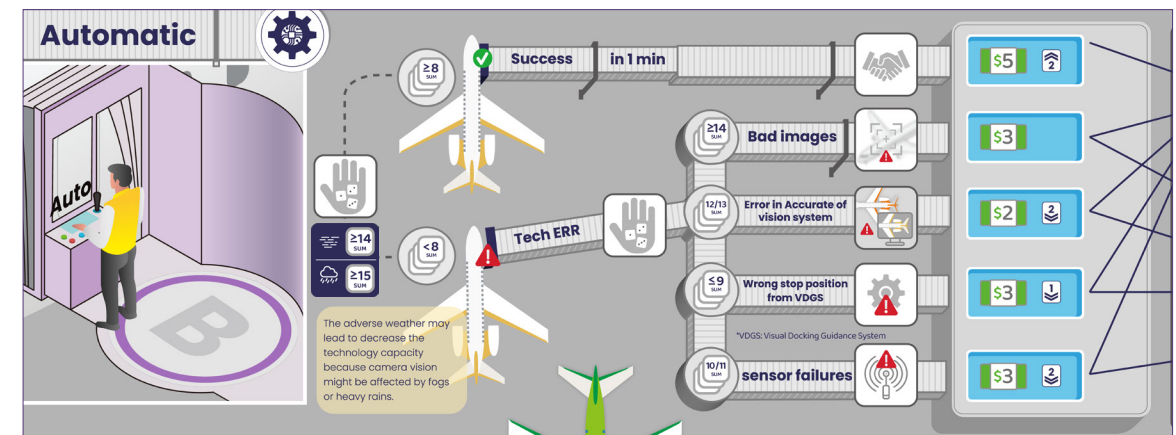 Automatic
Auto
B
≥8
SUM
≥14
SUM
≥15
SUM
<8
SUM
The adverse weather may
lead to decrease the
technology capacity
because camera vision
might be affected by fogs
or heavy rains.
Success
in 1 min
Tech ERR
≥14
SUM
Bad images
12/13
SUM
Error in Accurate of
vision system
≤9
SUM
Wrong stop position
from VDGS
*VDGS: Visual Docking Guidance System
10/11
SUM
sensor failures
$5
2
$3
$2
2
$3
1
$3
2